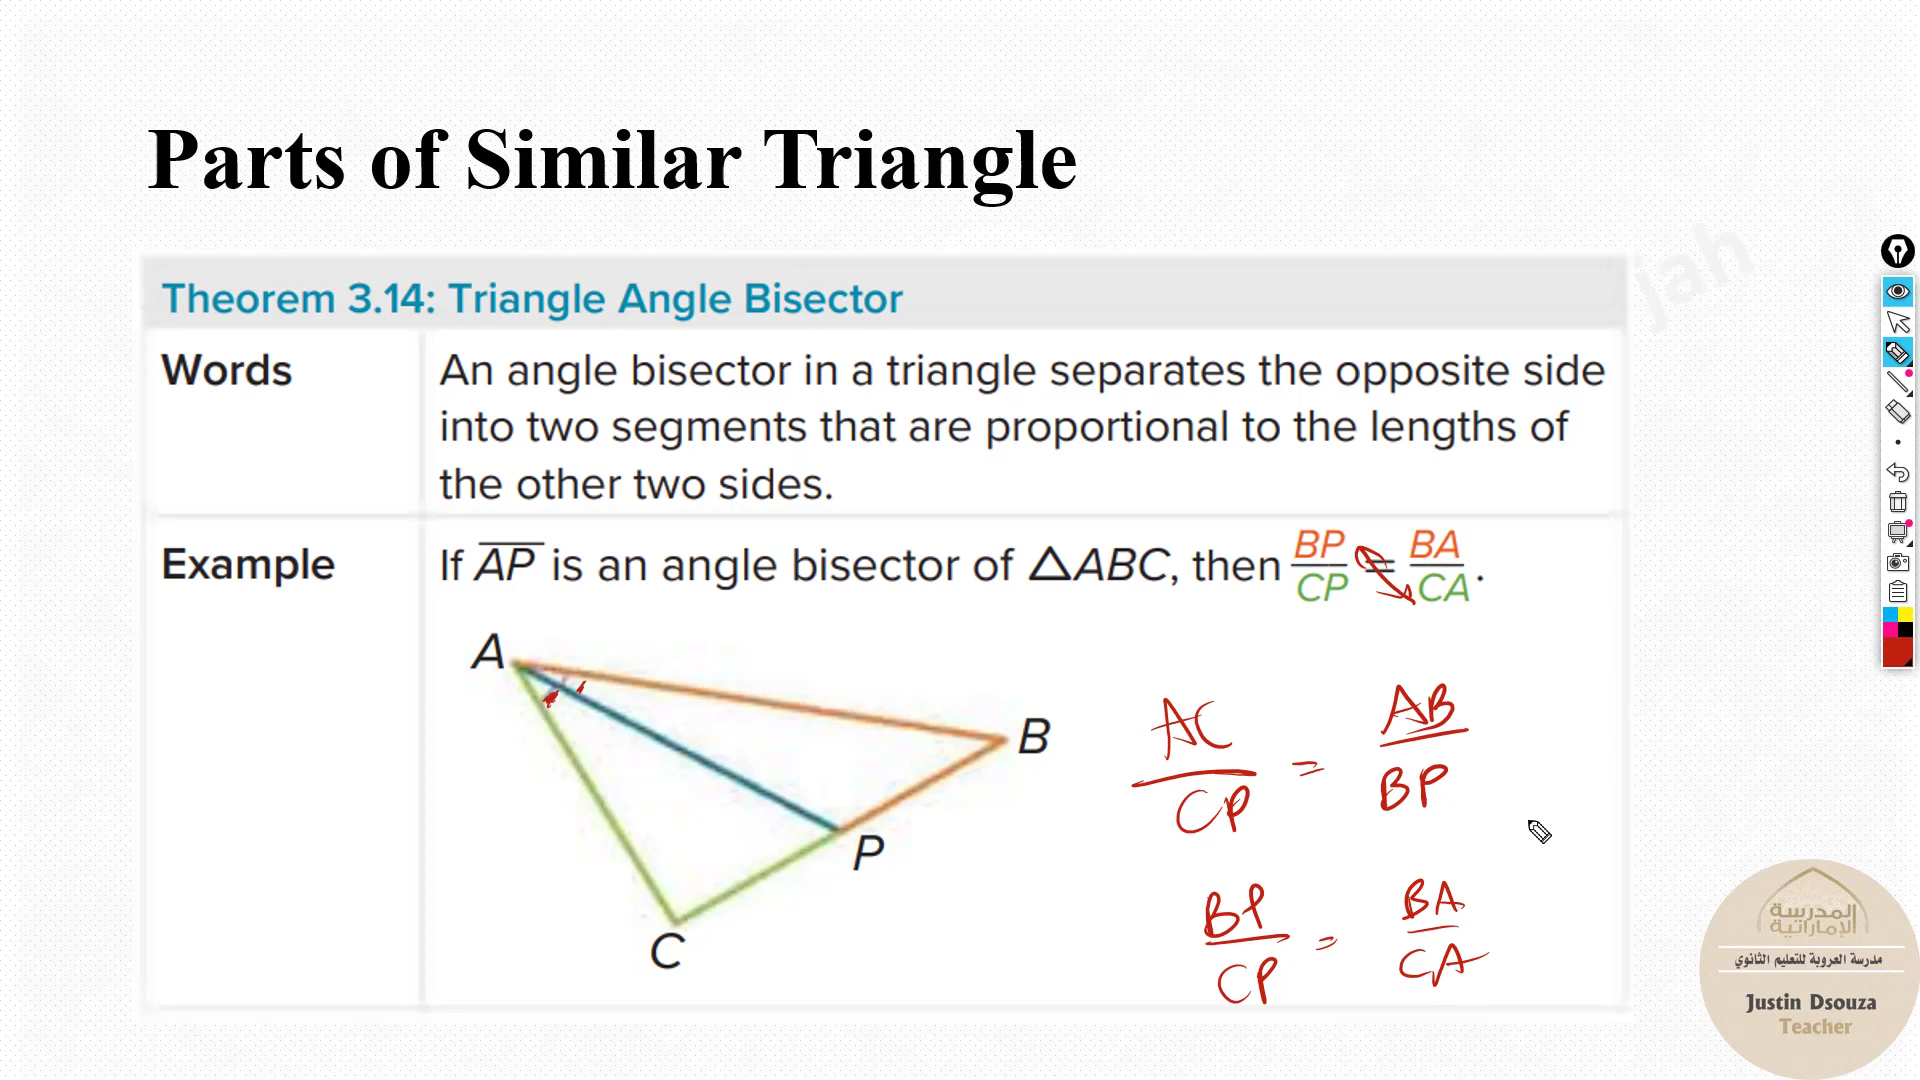 Parts of Similar Triangle
jah
Theorem 3.14: Triangle Angle Bisector
Words
An angle bisector in a triangle separates the opposite side
into two segments that are proportional to the lengths of
the other two sides.
Example
If AP is an angle bisector of △ABC, then BP/CP = BA/CA.
A
B
P
C
AC/CP = AB/BP
BP/CP = BA/CA
المدرسة
الإماراتية
مدرسة العروبة للتعليم الثانوي
Justin Dsouza
Teacher